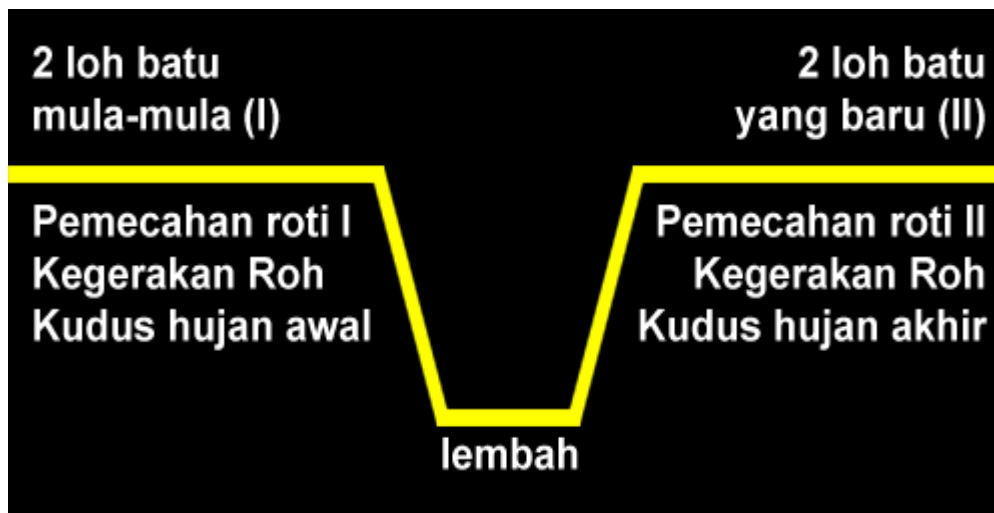 2 loh batu
mula-mula (I)
2 loh batu
yang baru (II)
Pemecahan roti I
Kegerakan Roh
Kudus hujan awal
Pemecahan roti II
Kegerakan Roh
Kudus hujan akhir
lembah